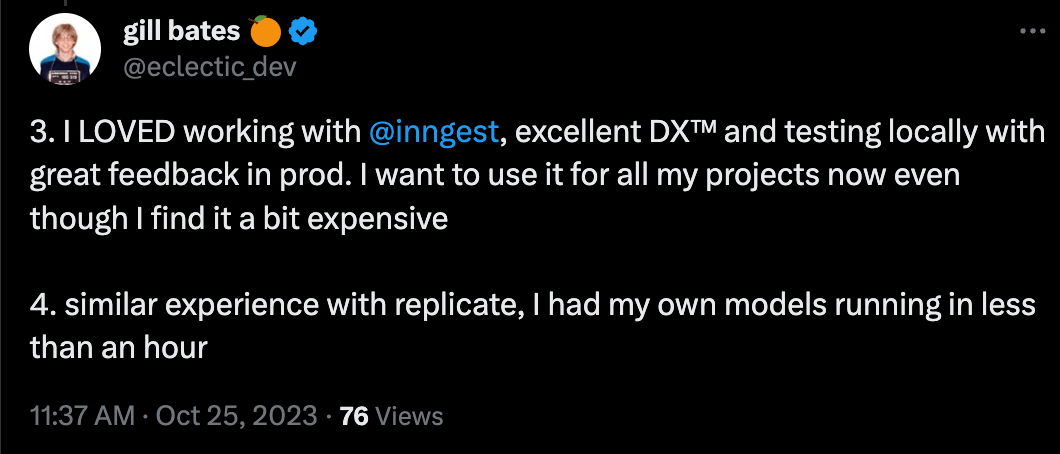 gill bates 🍊
@eclectic_dev
3. I LOVED working with @inngest, excellent DX™ and testing locally with
great feedback in prod. I want to use it for all my projects now even
though I find it a bit expensive
4. similar experience with replicate, I had my own models running in less
than an hour
11:37 AM · Oct 25, 2023 · 76 Views